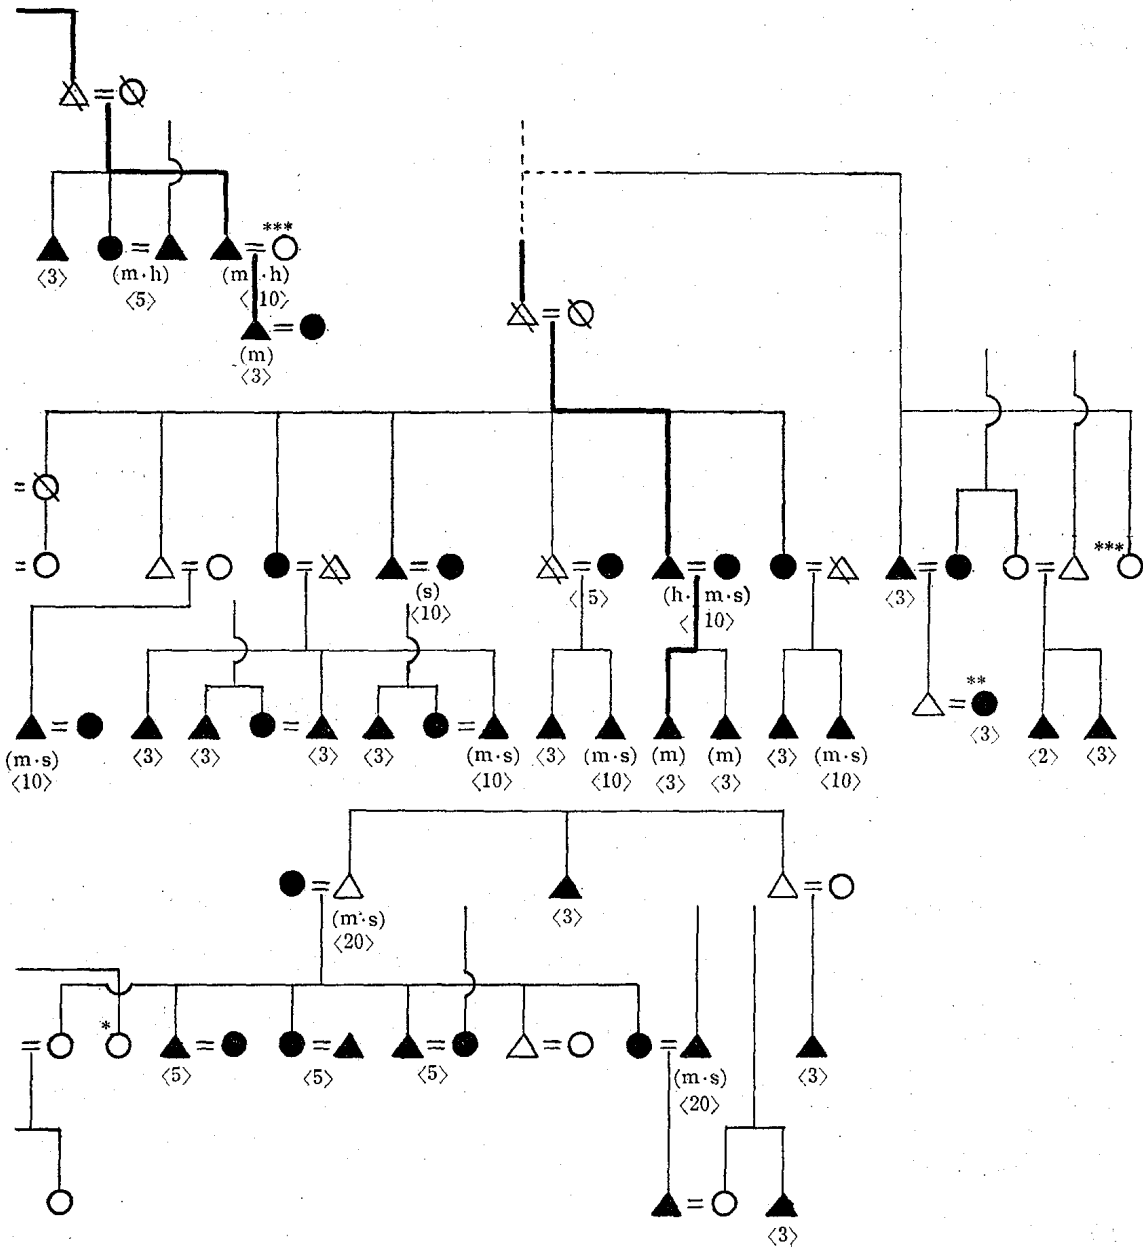 ***
⟨3⟩ (m·h) (m·h)
⟨5⟩ ⟨10⟩
(m)
⟨3⟩
***
(s) ⟨5⟩ (h·m·s) ⟨3⟩
⟨10⟩ ⟨10⟩
**
⟨3⟩
(m·s) ⟨3⟩ ⟨3⟩ ⟨3⟩ ⟨3⟩ (m·s) ⟨3⟩ (m·s) (m) (m) ⟨3⟩ (m·s) ⟨2⟩ ⟨3⟩
⟨10⟩ ⟨10⟩ ⟨10⟩ ⟨3⟩ ⟨3⟩ ⟨10⟩
(m·s) ⟨3⟩
⟨20⟩
*
⟨5⟩ ⟨5⟩ ⟨5⟩ (m·s) ⟨3⟩
⟨20⟩
⟨3⟩